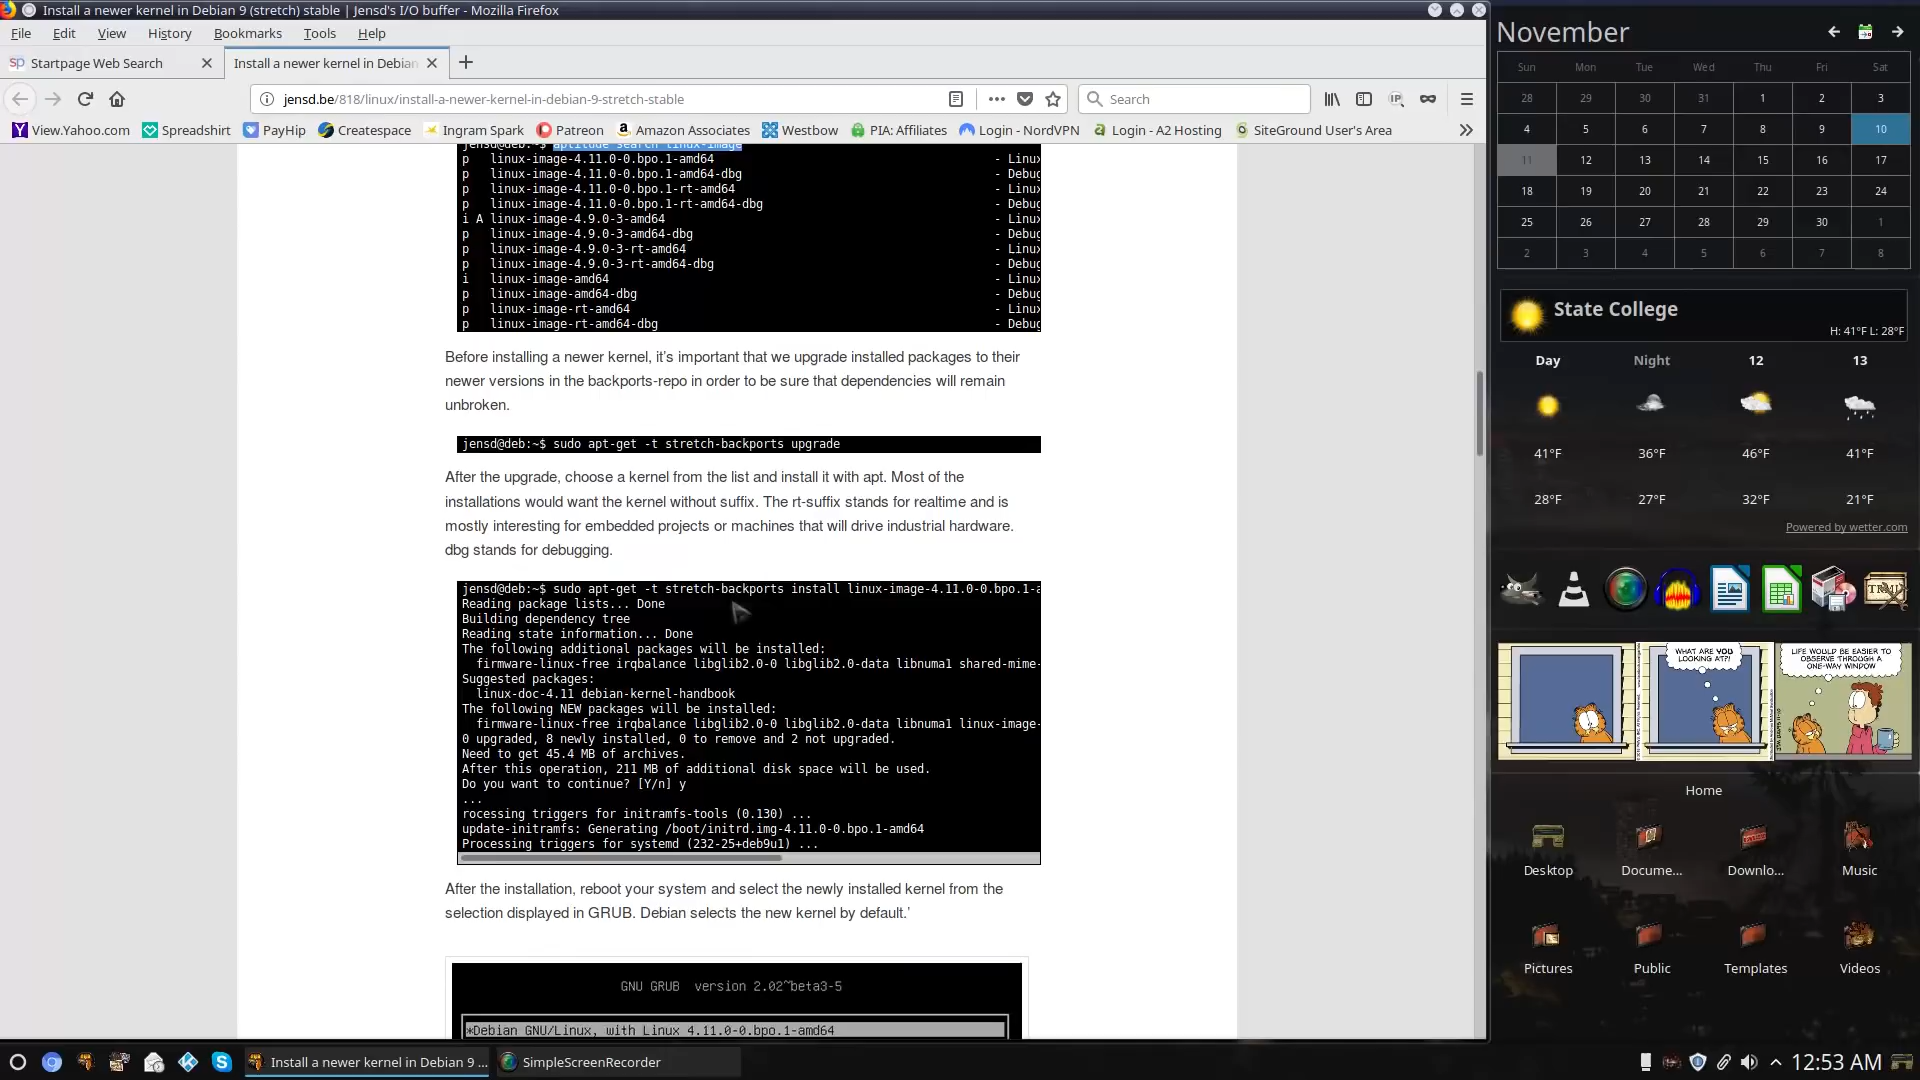 Install a newer kernel in Debian 9 (stretch) stable | Jensd's I/O buffer - Mozilla Firefox
File Edit View History Bookmarks Tools Help
Startpage Web Search
Install a newer kernel in Debian
jensd.be/818/linux/install-a-newer-kernel-in-debian-9-stretch-stable
Search
View.Yahoo.com Spreadshirt PayHip Createspace Ingram Spark Patreon Amazon Associates Westbow PIA: Affiliates Login - NordVPN Login - A2 Hosting SiteGround User's Area
jensd@deb:~$ aptitude search linux-image
p linux-image-4.11.0-0.bpo.1-amd64 - Linux
p linux-image-4.11.0-0.bpo.1-amd64-dbg - Debug
p linux-image-4.11.0-0.bpo.1-rt-amd64 - Linux
p linux-image-4.11.0-0.bpo.1-rt-amd64-dbg - Debug
i A linux-image-4.9.0-3-amd64 - Linux
p linux-image-4.9.0-3-amd64-dbg - Debug
p linux-image-4.9.0-3-rt-amd64 - Linux
p linux-image-4.9.0-3-rt-amd64-dbg - Debug
i linux-image-amd64 - Linux
p linux-image-amd64-dbg - Debug
p linux-image-rt-amd64 - Linux
p linux-image-rt-amd64-dbg - Debug
Before installing a newer kernel, it's important that we upgrade installed packages to their
newer versions in the backports-repo in order to be sure that dependencies will remain
unbroken.
jensd@deb:~$ sudo apt-get -t stretch-backports upgrade
After the upgrade, choose a kernel from the list and install it with apt. Most of the
installations would want the kernel without suffix. The rt-suffix stands for realtime and is
mostly interesting for embedded projects or machines that will drive industrial hardware.
dbg stands for debugging.
jensd@deb:~$ sudo apt-get -t stretch-backports install linux-image-4.11.0-0.bpo.1-a
Reading package lists... Done
Building dependency tree
Reading state information... Done
The following additional packages will be installed:
firmware-linux-free irqbalance libglib2.0-0 libglib2.0-data libnuma1 shared-mime-
Suggested packages:
linux-doc-4.11 debian-kernel-handbook
The following NEW packages will be installed:
firmware-linux-free irqbalance libglib2.0-0 libglib2.0-data libnuma1 linux-image-
0 upgraded, 8 newly installed, 0 to remove and 2 not upgraded.
Need to get 45.4 MB of archives.
After this operation, 211 MB of additional disk space will be used.
Do you want to continue? [Y/n] y
...
rocessing triggers for initramfs-tools (0.130) ...
update-initramfs: Generating /boot/initrd.img-4.11.0-0.bpo.1-amd64
Processing triggers for systemd (232-25+deb9u1) ...
After the installation, reboot your system and select the newly installed kernel from the
selection displayed in GRUB. Debian selects the new kernel by default.'
GNU GRUB version 2.02~beta3-5
*Debian GNU/Linux, with Linux 4.11.0-0.bpo.1-amd64
November
Sun Mon Tue Wed Thu Fri Sat
28 29 30 31 1 2 3
4 5 6 7 8 9 10
11 12 13 14 15 16 17
18 19 20 21 22 23 24
25 26 27 28 29 30 1
2 3 4 5 6 7 8
State College
H: 41°F L: 28°F
Day Night 12 13
41°F 36°F 46°F 41°F
28°F 27°F 32°F 21°F
Powered by wetter.com
WHAT ARE YOU
LOOKING AT?!
LIFE WOULD BE EASIER TO
OBSERVE THROUGH A
ONE-WAY WINDOW
Home
Desktop Docume... Downlo... Music
Pictures Public Templates Videos
Install a newer kernel in Debian 9 ...
SimpleScreenRecorder
12:53 AM